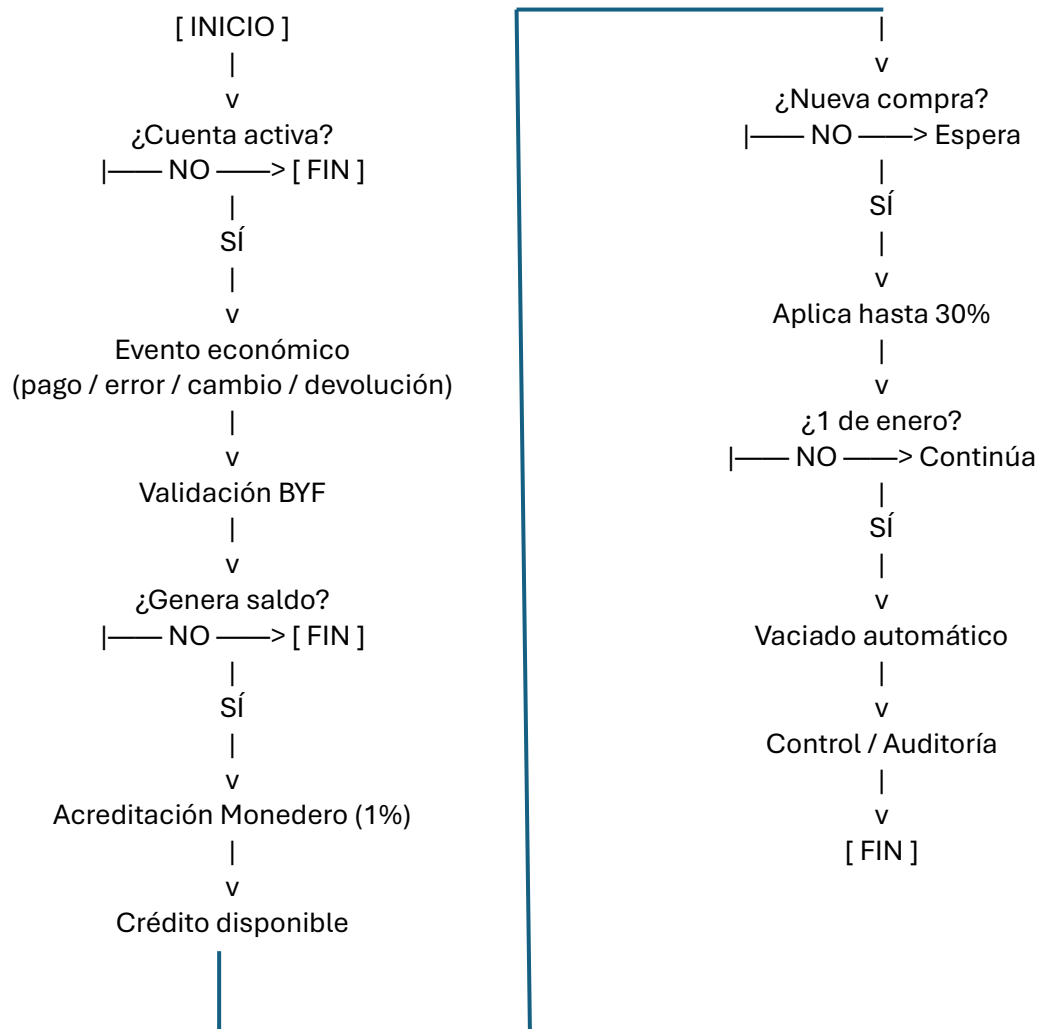 [ INICIO ]
|
v
¿Cuenta activa?
|—— NO ——> [ FIN ]
|
SÍ
|
v
Evento económico
(pago / error / cambio / devolución)
|
v
Validación BYF
|
v
¿Genera saldo?
|—— NO ——> [ FIN ]
|
SÍ
|
v
Acreditación Monedero (1%)
|
v
Crédito disponible
|
v
¿Nueva compra?
|—— NO ——> Espera
|
SÍ
|
v
Aplica hasta 30%
|
v
¿1 de enero?
|—— NO ——> Continúa
|
SÍ
|
v
Vaciado automático
|
v
Control / Auditoría
|
v
[ FIN ]